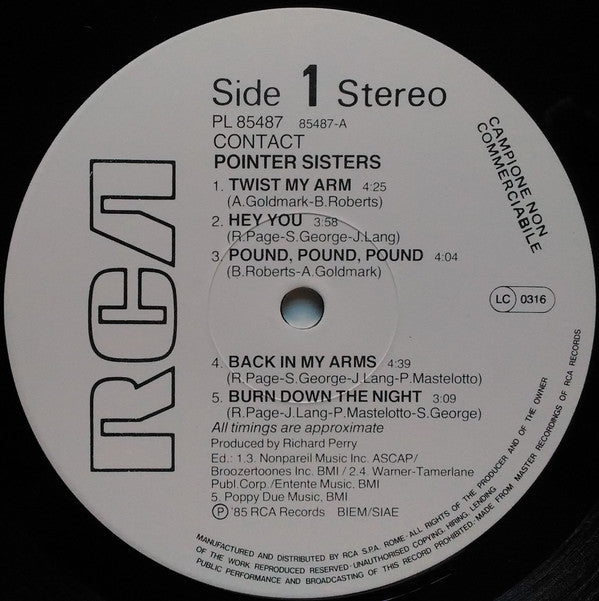 RCA
Side 1 Stereo
PL 85487 85487-A
CONTACT
POINTER SISTERS
1. TWIST MY ARM 4:25
(A.Goldmark-B.Roberts)
2. HEY YOU 3:58
(R.Page-S.George-J.Lang)
3. POUND, POUND, POUND 4:04
(B.Roberts-A.Goldmark)
CAMPIONE NON
COMMERCIABILE
LC 0316
4. BACK IN MY ARMS 4:39
(R.Page-S.George-J.Lang-P.Mastelotto)
5. BURN DOWN THE NIGHT 3:09
(R.Page-J.Lang-P.Mastelotto-S.George)
All timings are approximate
Produced by Richard Perry
Ed.: 1.3. Nonpareil Music Inc. ASCAP/
Broozertoones Inc. BMI / 2.4. Warner-Tamerlane
Publ.Corp./Entente Music, BMI
5. Poppy Due Music, BMI
Ⓟ '85 RCA Records BIEM/SIAE
MANUFACTURED AND DISTRIBUTED BY RCA S.P.A. ROME · ALL RIGHTS OF THE PRODUCER AND OF THE OWNER
OF THE WORK REPRODUCED RESERVED · UNAUTHORISED COPYING, HIRING, LENDING
PUBLIC PERFORMANCE AND BROADCASTING OF THIS RECORD PROHIBITED · MADE FROM MASTER RECORDINGS OF RCA RECORDS